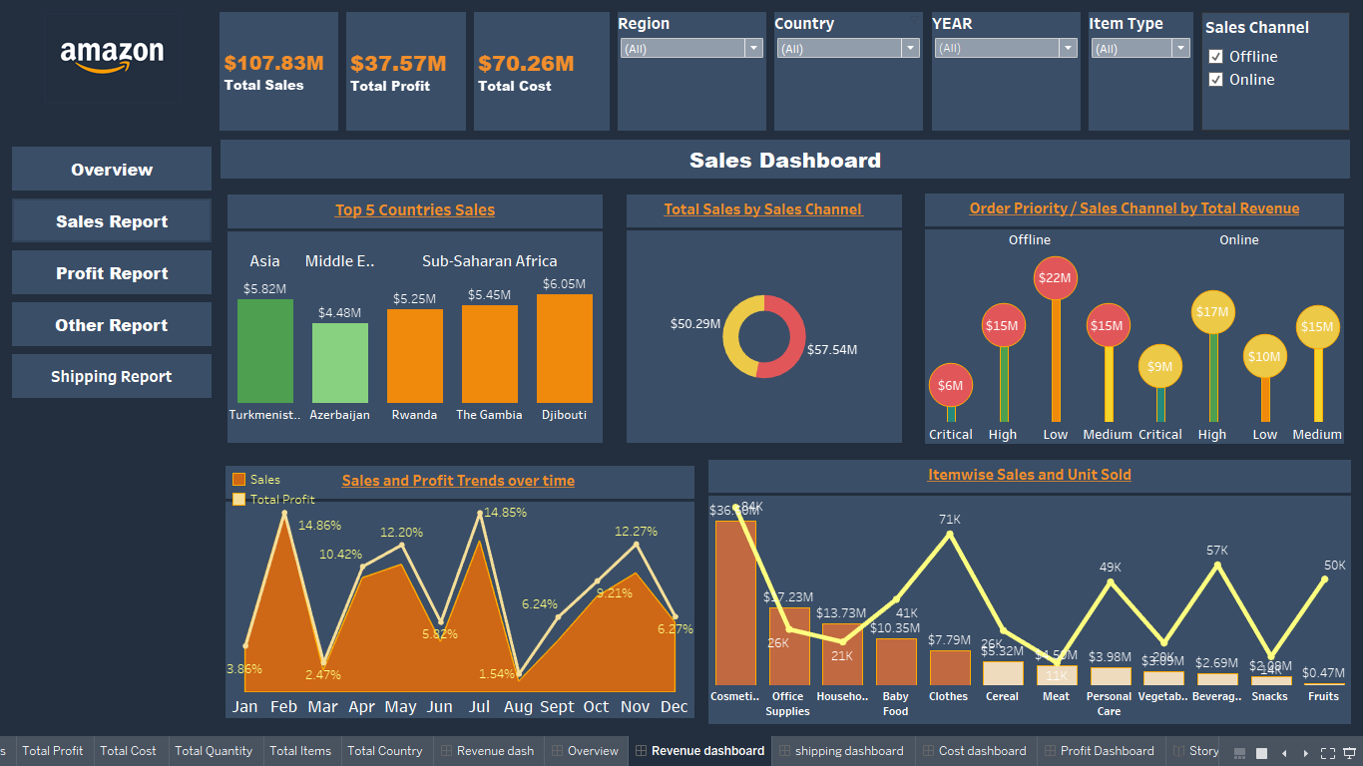 amazon
$107.83M
Total Sales
$37.57M
Total Profit
$70.26M
Total Cost
Region
(All)
Country
(All)
YEAR
(All)
Item Type
(All)
Sales Channel
Offline
Online
Sales Dashboard
Overview
Sales Report
Profit Report
Other Report
Shipping Report
Top 5 Countries Sales
Asia Middle E.. Sub-Saharan Africa
$5.82M $4.48M $5.25M $5.45M $6.05M
Turkmenist.. Azerbaijan Rwanda The Gambia Djibouti
Total Sales by Sales Channel
$50.29M
$57.54M
Order Priority / Sales Channel by Total Revenue
Offline Online
$6M $15M $22M $15M $9M $17M $10M $15M
Critical High Low Medium Critical High Low Medium
Sales and Profit Trends over time
Sales
Total Profit
3.86% 14.86% 2.47% 10.42% 12.20% 5.82% 14.85% 1.54% 6.24% 9.21% 12.27% 6.27%
Jan Feb Mar Apr May Jun Jul Aug Sept Oct Nov Dec
Itemwise Sales and Unit Sold
84K 26K 21K 41K 71K 26K 11K 49K 20K 57K 14K 50K
$17.23M $13.73M $10.35M $7.79M $5.32M $3.98M $3.09M $2.69M $2.08M $0.47M
Cosmeti.. Office Supplies Househo.. Baby Food Clothes Cereal Meat Personal Care Vegetab.. Beverag.. Snacks Fruits
s Total Profit Total Cost Total Quantity Total Items Total Country Revenue dash Overview Revenue dashboard shipping dashboard Cost dashboard Profit Dashboard Story